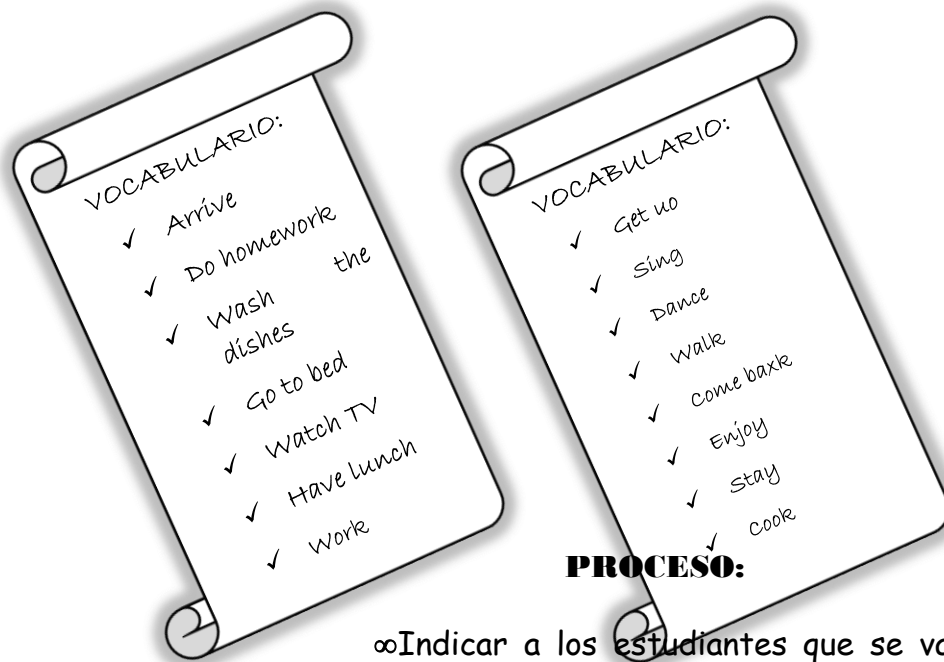 VOCABULARIO:
✓ Arrive
✓ Do homework
✓ Wash the
dishes
✓ Go to bed
✓ Watch TV
✓ Have lunch
✓ Work
VOCABULARIO:
✓ Get uo
✓ Sing
✓ Dance
✓ Walk
✓ Come baxk
✓ Enjoy
✓ Stay
✓ Cook
PROCESO:
∞Indicar a los estudiantes que se va